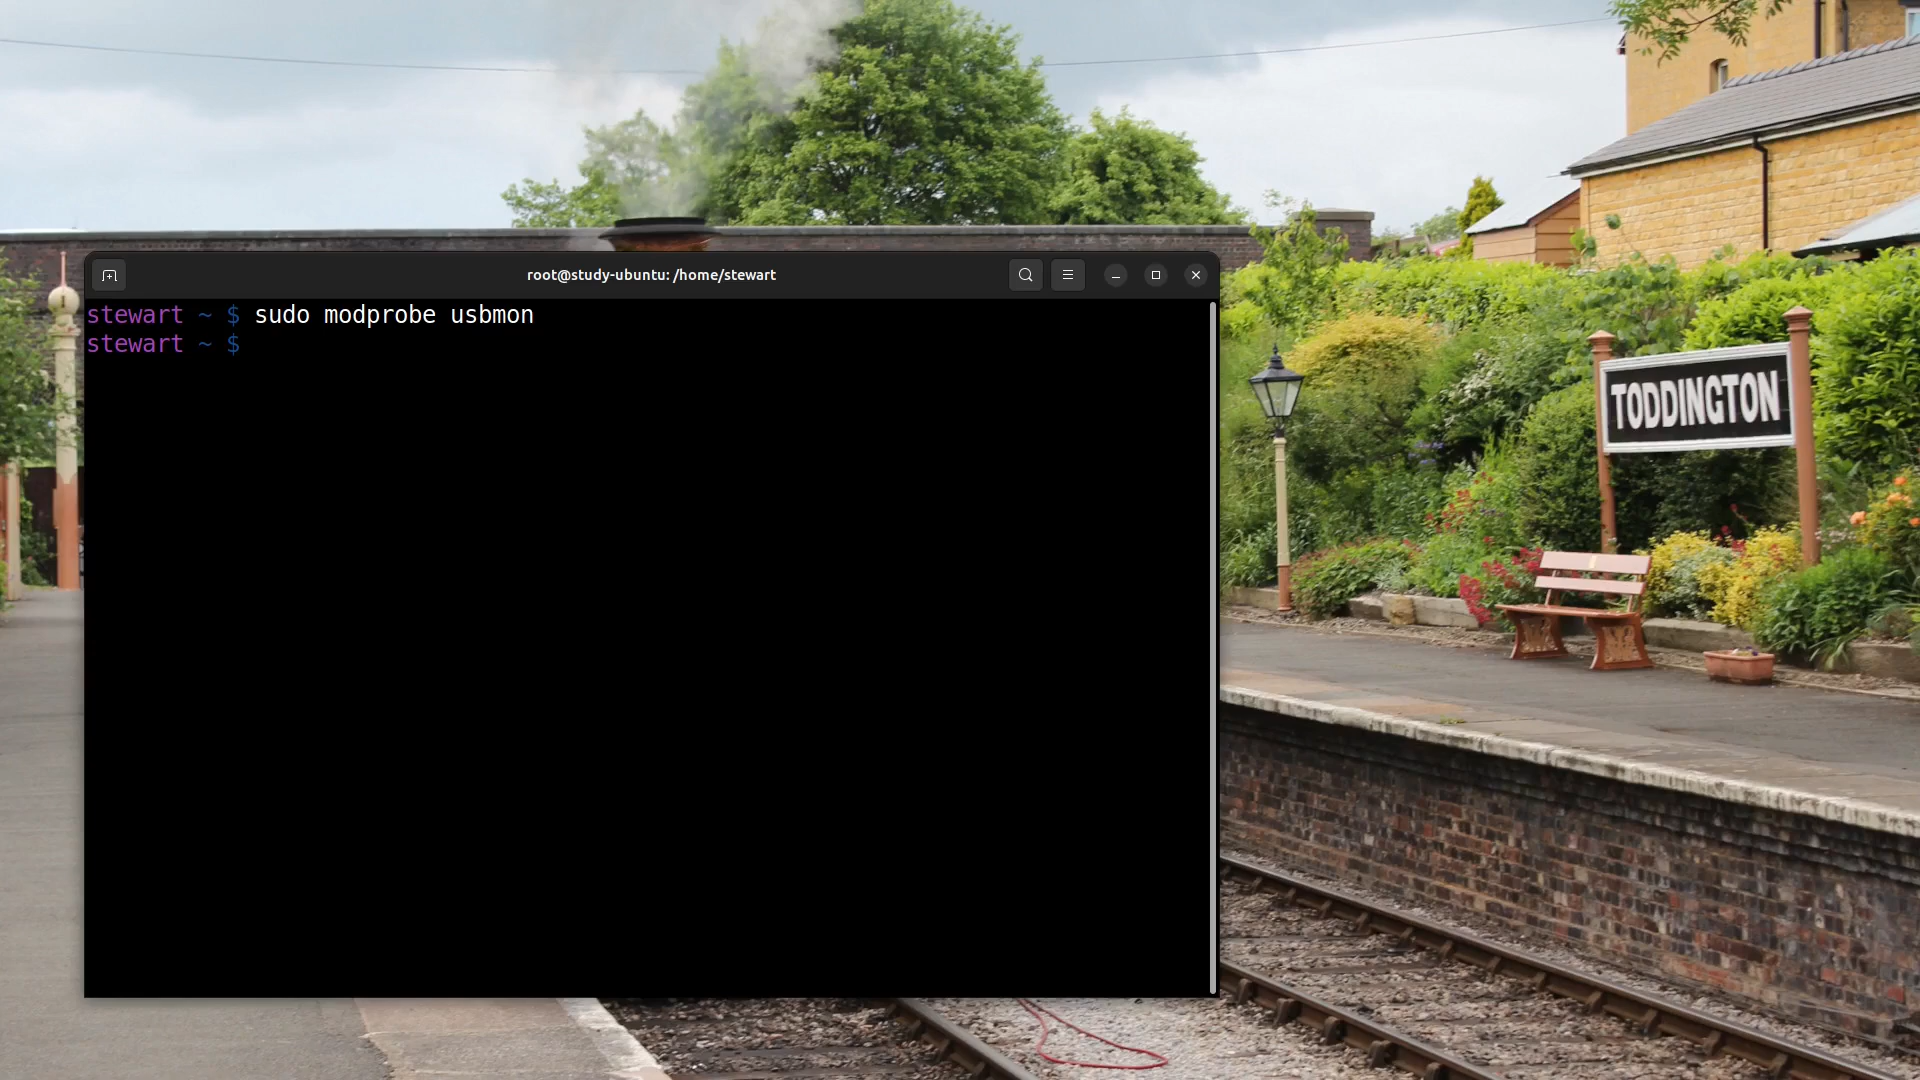 root@study-ubuntu: /home/stewart
stewart ~ $ sudo modprobe usbmon
stewart ~ $
TODDINGTON